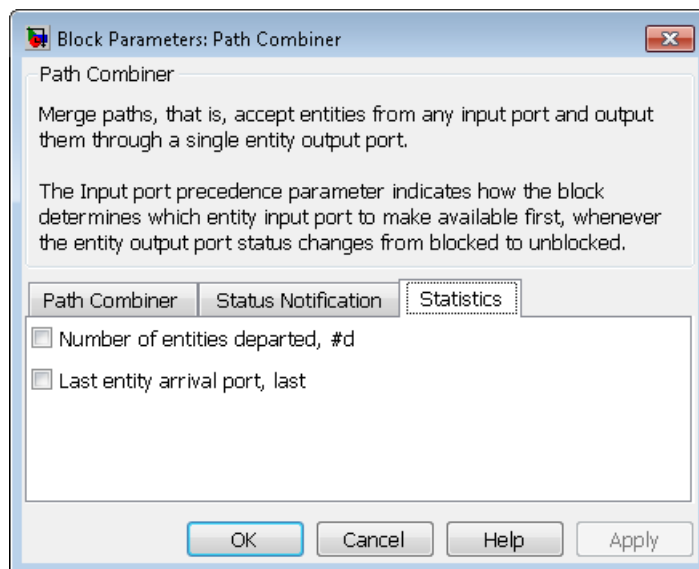 Block Parameters: Path Combiner
Path Combiner
Merge paths, that is, accept entities from any input port and output
them through a single entity output port.
The Input port precedence parameter indicates how the block
determines which entity input port to make available first, whenever
the entity output port status changes from blocked to unblocked.
Path Combiner Status Notification Statistics
Number of entities departed, #d
Last entity arrival port, last
OK Cancel Help Apply